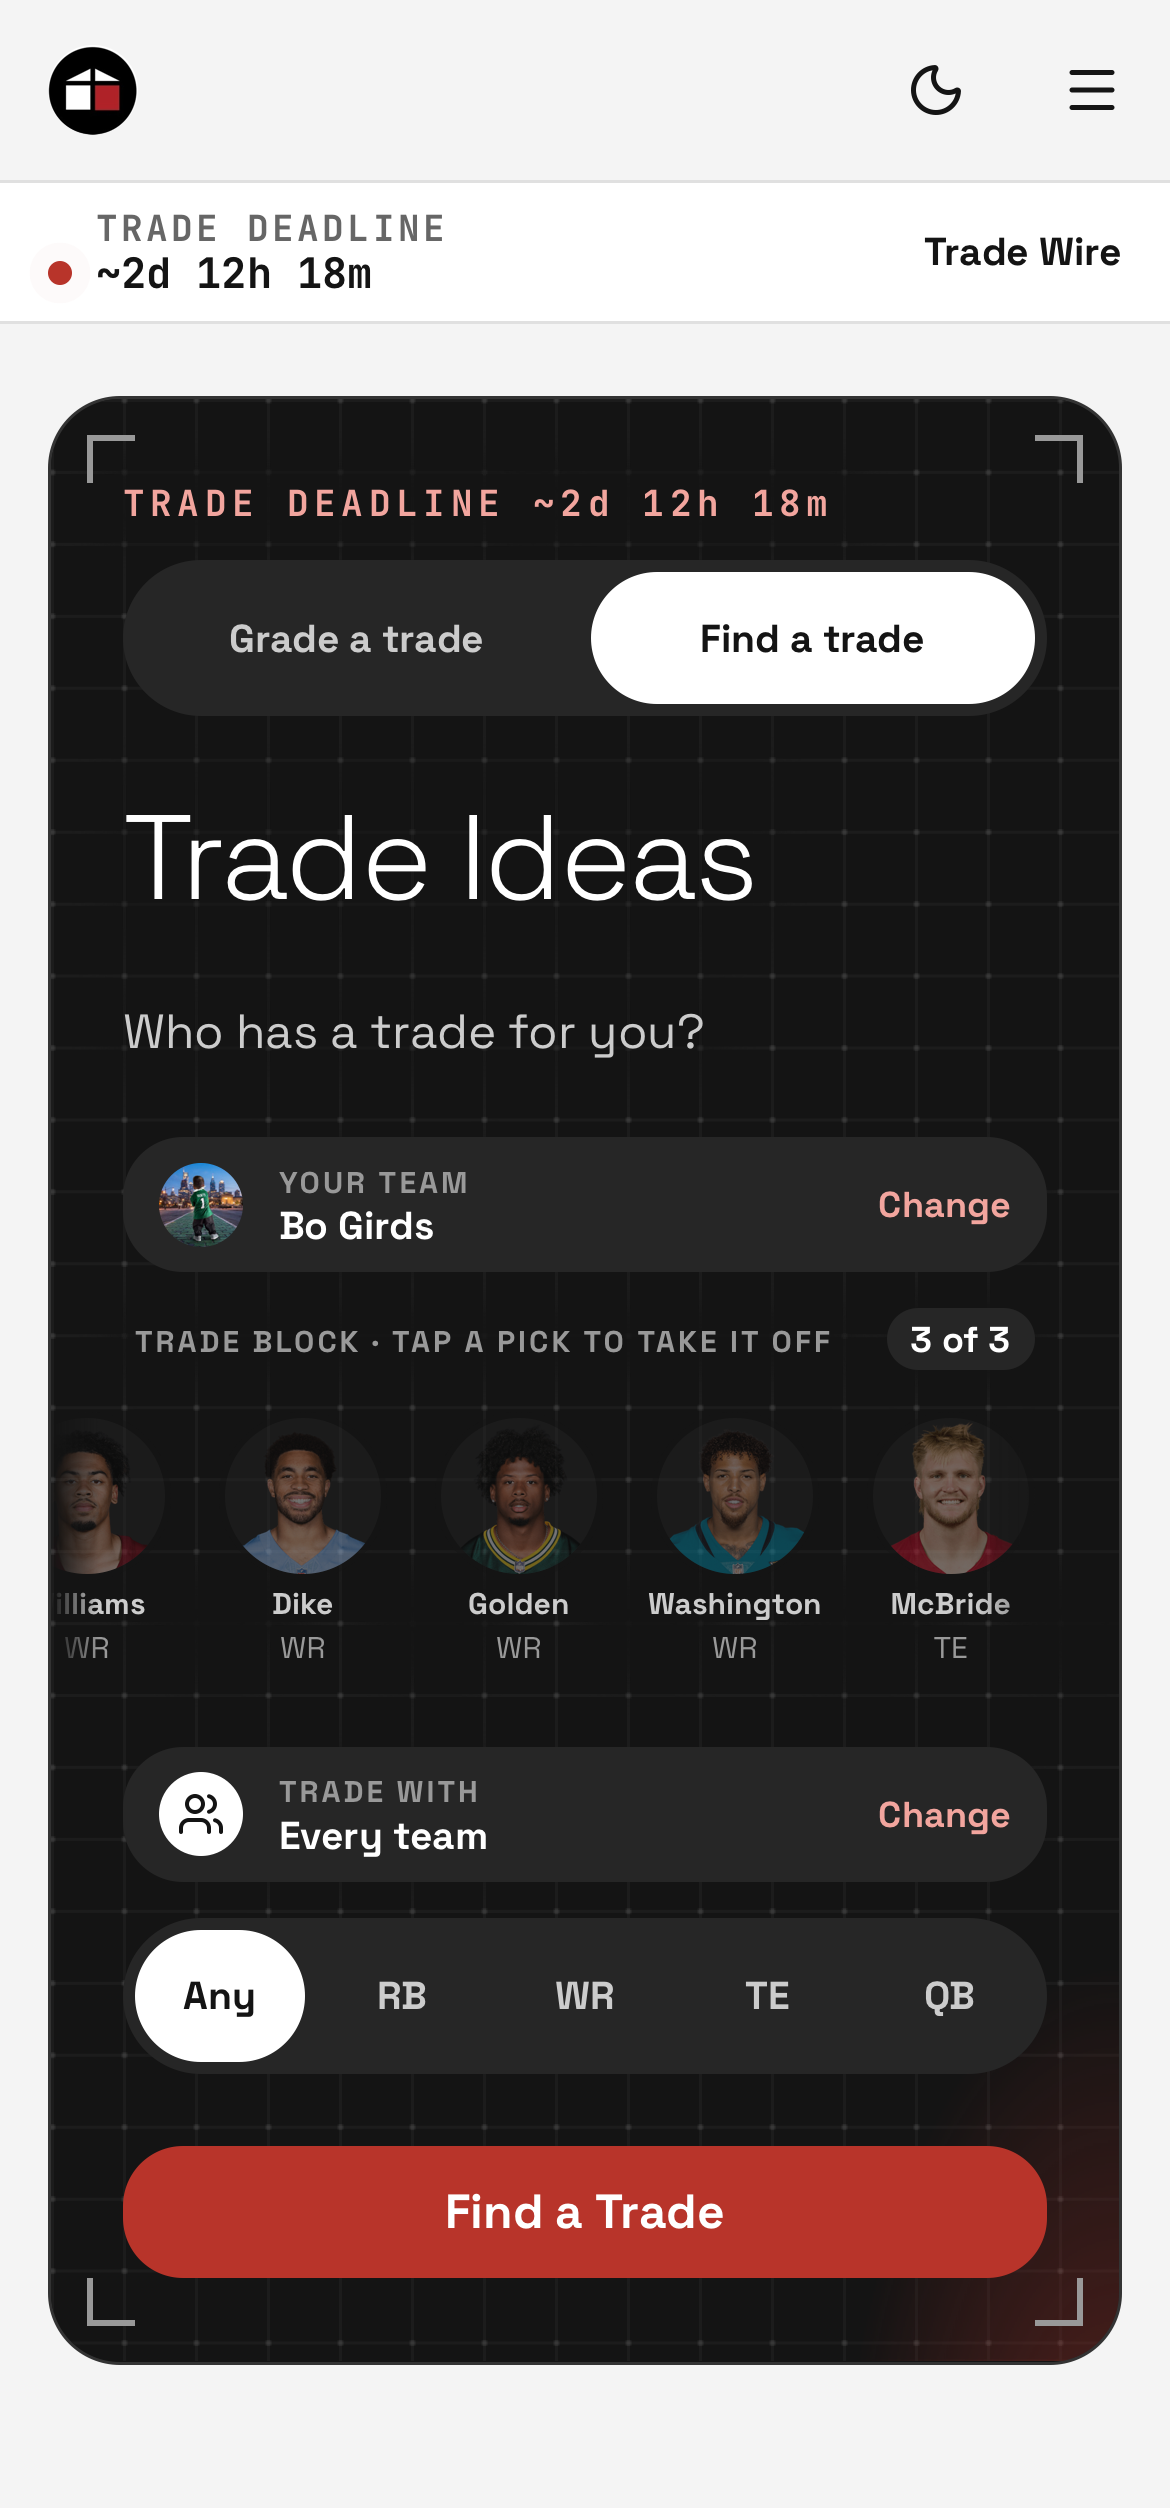 TRADE DEADLINE
~2d 12h 18m
Trade Wire
TRADE DEADLINE ~2d 12h 18m
Grade a trade
Find a trade
Trade Ideas
Who has a trade for you?
YOUR TEAM
Bo Girds
Change
TRADE BLOCK · TAP A PICK TO TAKE IT OFF
3 of 3
illiams
Dike
Golden
Washington
McBride
WR
WR
WR
WR
TE
TRADE WITH
Every team
Change
Any
RB
WR
TE
QB
Find a Trade